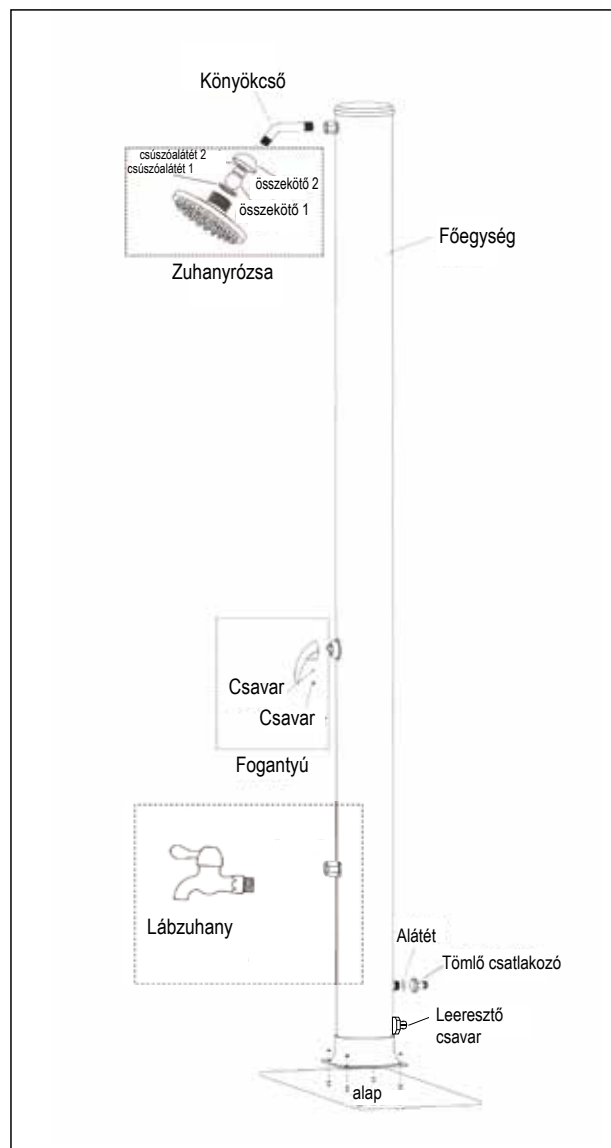 Könyökcső
csúszóalátét 2
csúszóalátét 1
összekötő 2
összekötő 1
Zuhanyrózsa
Főegység
Csavar
Csavar
Fogantyú
Lábzuhany
Alátét
Tömlő csatlakozó
Leeresztő
csavar
alap